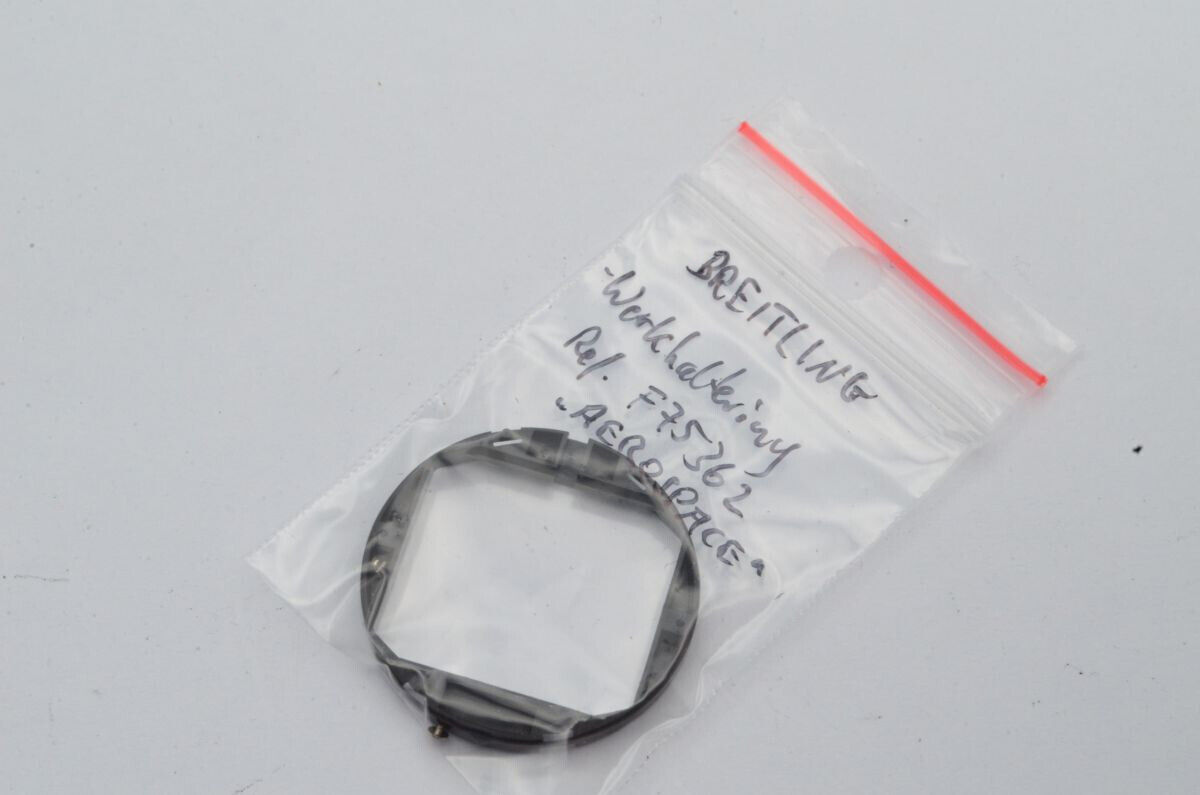 BREITLING
-Werkhaltering
Ref. F75362
"AEROSPACE"